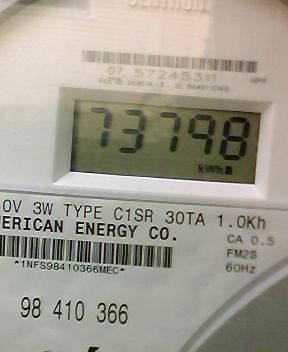 07 57245311
73798
kWh
0V 3W TYPE C1SR 30TA 1.0Kh
ERICAN ENERGY CO.
CA 0.5
FM2S
*1NFS98410366MEC*
60Hz
98 410 366